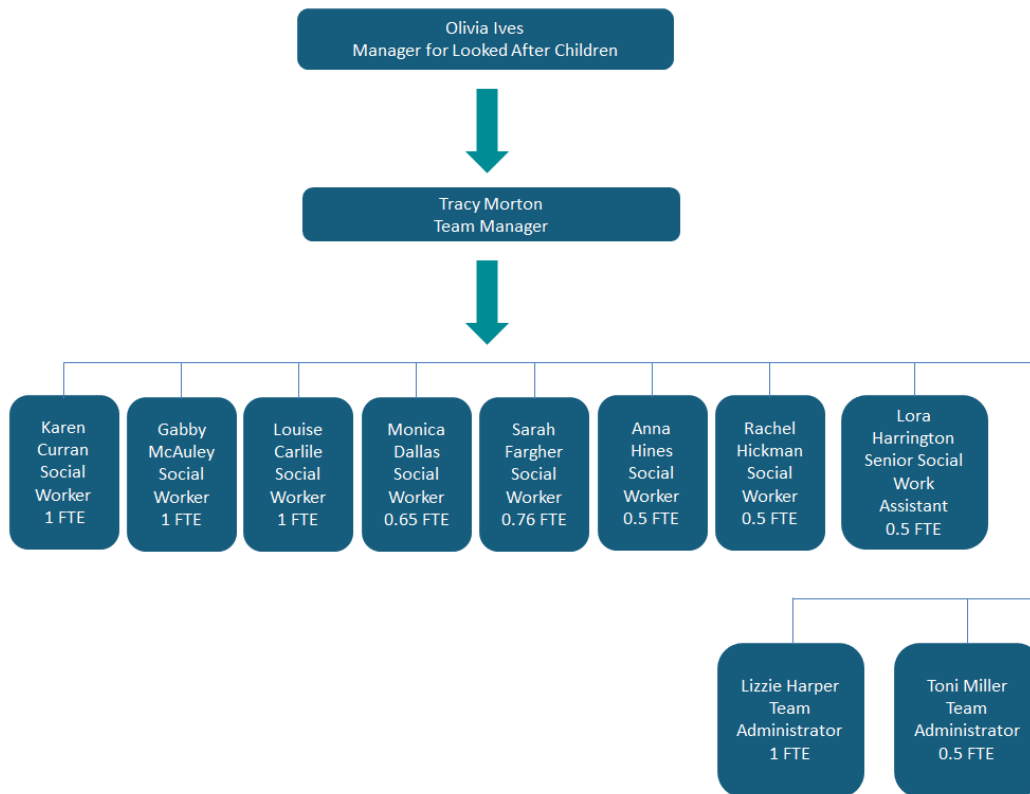 Olivia Ives
Manager for Looked After Children
Tracy Morton
Team Manager
Karen
Curran
Social
Worker
1 FTE
Gabby
McAuley
Social
Worker
1 FTE
Louise
Carlile
Social
Worker
1 FTE
Monica
Dallas
Social
Worker
0.65 FTE
Sarah
Fargher
Social
Worker
0.76 FTE
Anna
Hines
Social
Worker
0.5 FTE
Rachel
Hickman
Social
Worker
0.5 FTE
Lora
Harrington
Senior Social
Work
Assistant
0.5 FTE
Lizzie Harper
Team
Administrator
1 FTE
Toni Miller
Team
Administrator
0.5 FTE